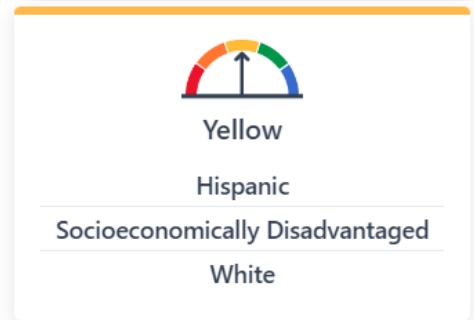 Yellow
Hispanic
Socioeconomically Disadvantaged
White